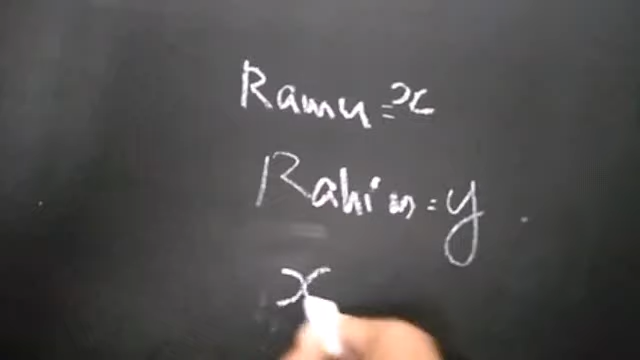 Ramu = x
Rahim = y
x